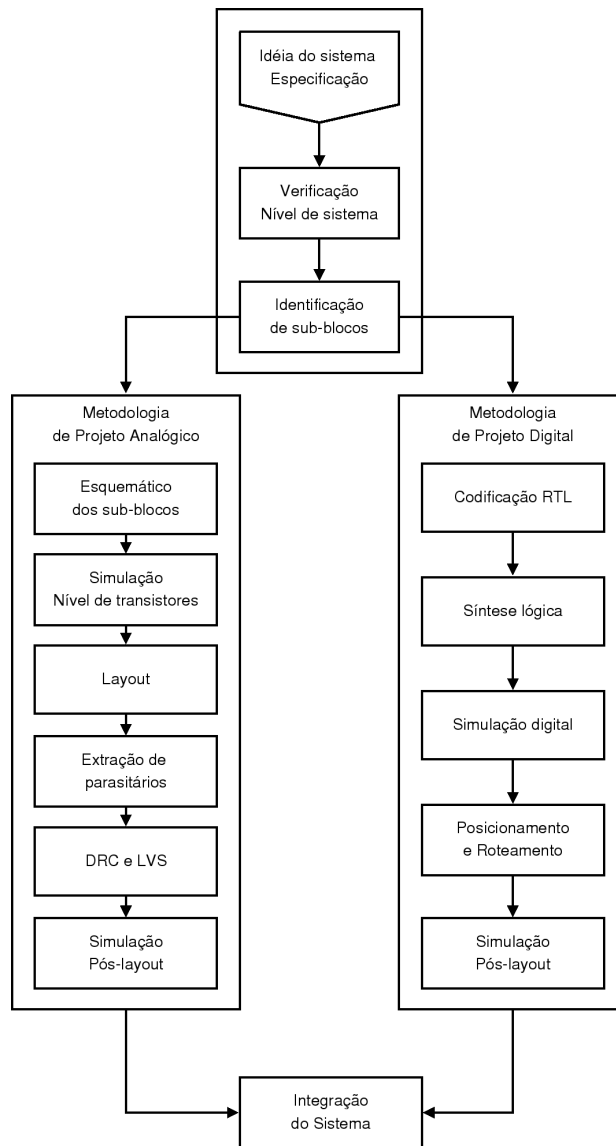 Idéia do sistema
Especificação
Verificação
Nível de sistema
Identificação
de sub-blocos
Metodologia
de Projeto Analógico
Esquemático
dos sub-blocos
Simulação
Nível de transistores
Layout
Extração de
parasitários
DRC e LVS
Simulação
Pós-layout
Metodologia
de Projeto Digital
Codificação RTL
Síntese lógica
Simulação digital
Posicionamento
e Roteamento
Simulação
Pós-layout
Integração
do Sistema